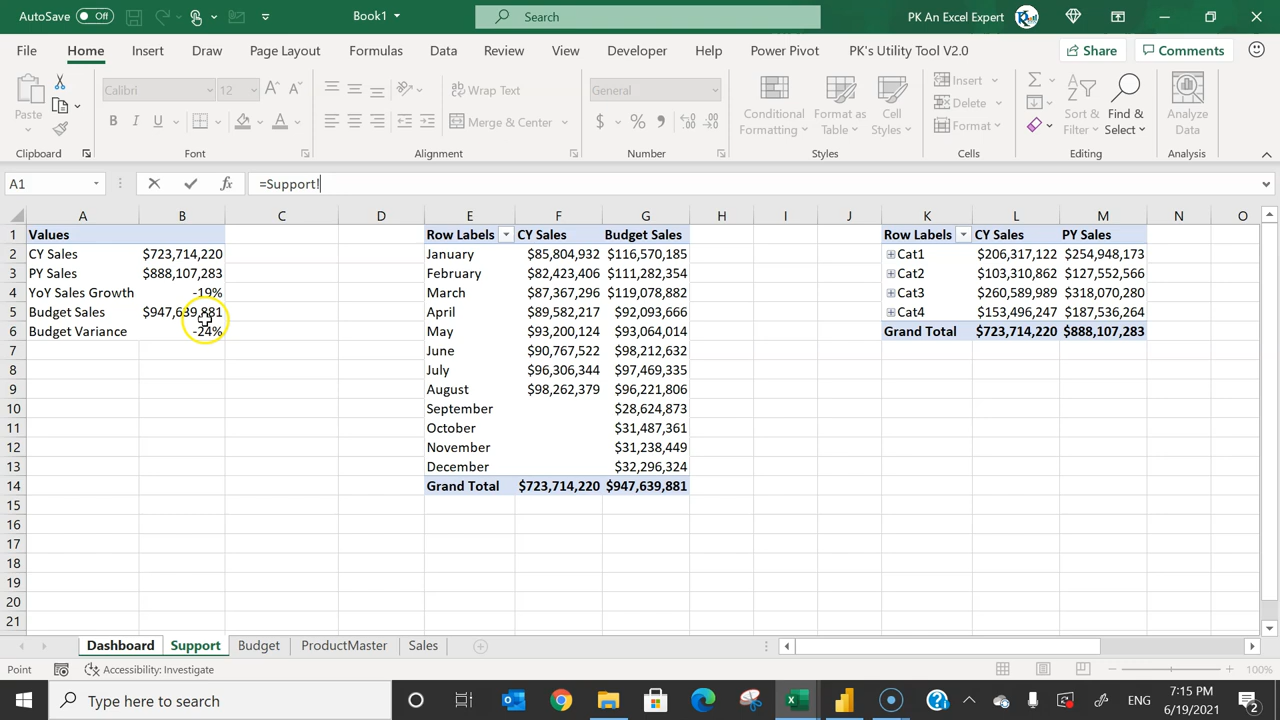 AutoSave Off Book1 Search PK An Excel Expert
File Home Insert Draw Page Layout Formulas Data Review View Developer Help Power Pivot PK's Utility Tool V2.0 Share Comments
Paste Calibri 12 Wrap Text General Conditional Formatting Format as Table Cell Styles Insert Sort & Filter Find & Select Analyze Data
B I U Merge & Center $ % Delete
Format
Clipboard Font Alignment Number Styles Cells Editing Analysis
A1 fx =Support!
A B C D E F G H I J K L M N O
1 Values Row Labels CY Sales Budget Sales Row Labels CY Sales PY Sales
2 CY Sales $723,714,220 January $85,804,932 $116,570,185 Cat1 $206,317,122 $254,948,173
3 PY Sales $888,107,283 February $82,423,406 $111,282,354 Cat2 $103,310,862 $127,552,566
4 YoY Sales Growth -19% March $87,367,296 $119,078,882 Cat3 $260,589,989 $318,070,280
5 Budget Sales $947,639,881 April $89,582,217 $92,093,666 Cat4 $153,496,247 $187,536,264
6 Budget Variance -24% May $93,200,124 $93,064,014 Grand Total $723,714,220 $888,107,283
7 June $90,767,522 $98,212,632
8 July $96,306,344 $97,469,335
9 August $98,262,379 $96,221,806
10 September $28,624,873
11 October $31,487,361
12 November $31,238,449
13 December $32,296,324
14 Grand Total $723,714,220 $947,639,881
15
16
17
18
19
20
21
Dashboard Support Budget ProductMaster Sales
Point Accessibility: Investigate 100%
Type here to search ENG 7:15 PM
6/19/2021 2